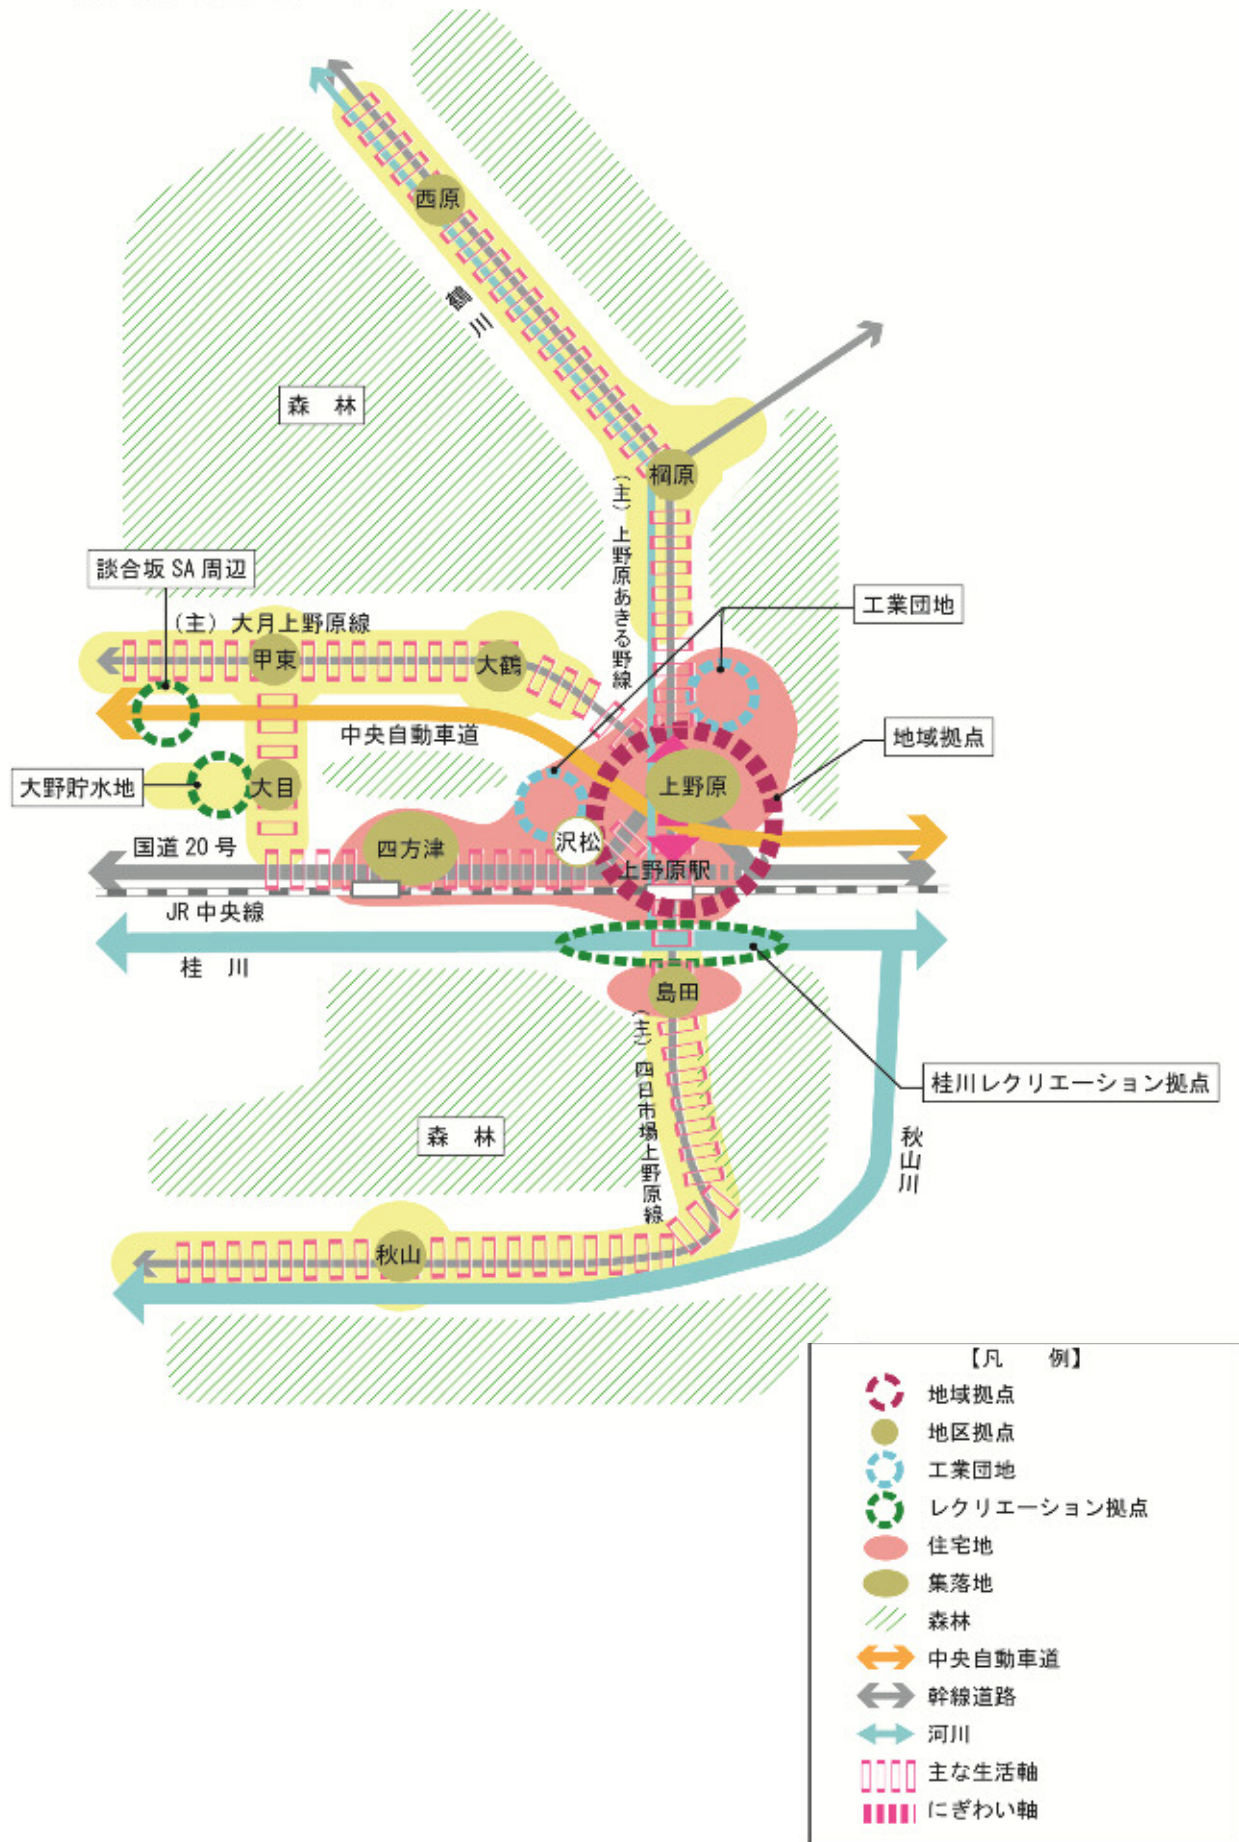 西原
鶴川
森 林
棡原
(主)上野原あきる野線
談合坂 SA 周辺
工業団地
(主)大月上野原線
甲東
大鶴
地域拠点
中央自動車道
大野貯水地
大目
上野原
国道 20 号
四方津
沢松
上野原駅
JR 中央線
桂 川
島田
(主)四日市場上野原線
桂川レクリエーション拠点
森 林
秋山川
秋山
【凡 例】
地域拠点
地区拠点
工業団地
レクリエーション拠点
住宅地
集落地
森林
中央自動車道
幹線道路
河川
主な生活軸
にぎわい軸